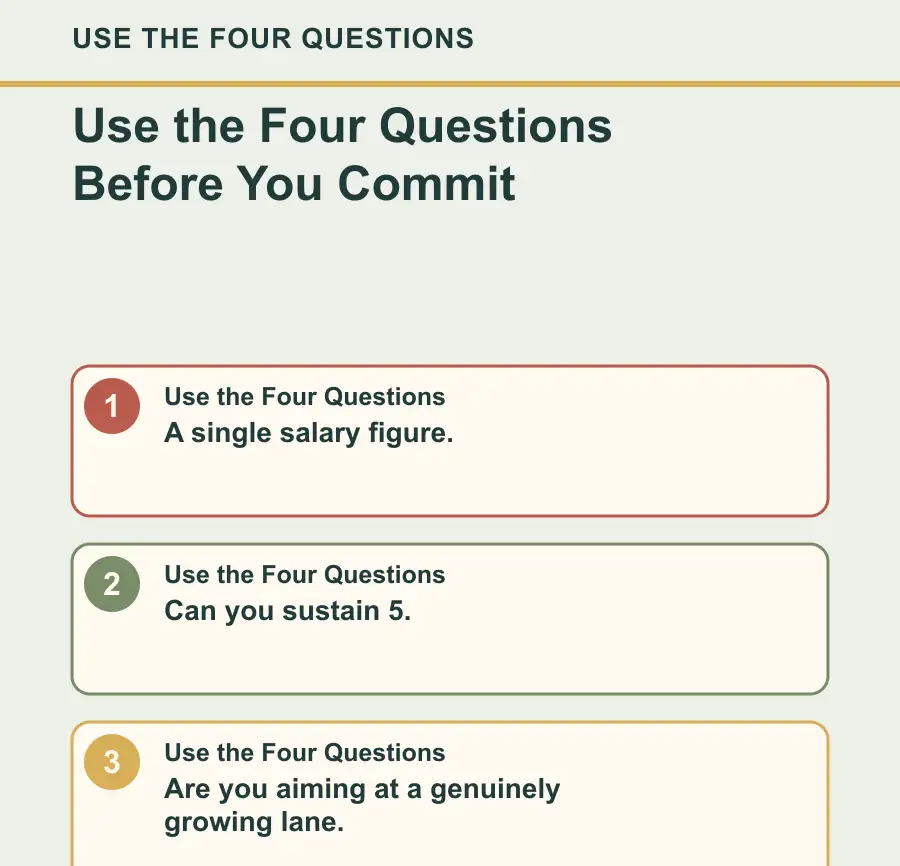 USE THE FOUR QUESTIONS
Use the Four Questions
Before You Commit
1
Use the Four Questions
A single salary figure.
2
Use the Four Questions
Can you sustain 5.
3
Use the Four Questions
Are you aiming at a genuinely
growing lane.